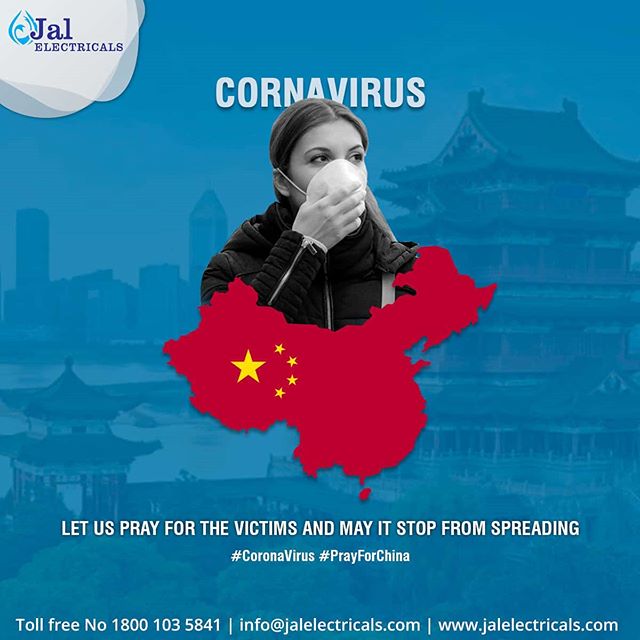 Jal
ELECTRICALS
CORNAVIRUS
LET US PRAY FOR THE VICTIMS AND MAY IT STOP FROM SPREADING
#CoronaVirus #PrayForChina
Toll free No 1800 103 5841 | info@jalelectricals.com | www.jalelectricals.com